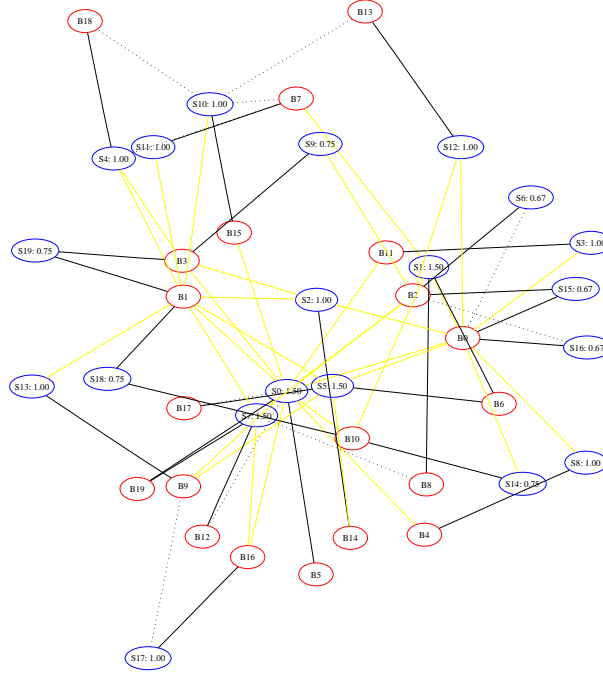 B13
B18
B7
S10: 1.00
S9: 0.75
S11: 1.00
S12: 1.00
S4: 1.00
S6: 0.67
B15
S3: 1.00
S19: 0.75
B11
B3
S1: 1.50
S15: 0.67
B2
B1
S2: 1.00
B0
S16: 0.67
S18: 0.75
S13: 1.00
S5: 1.50
S0: 1.50
B6
B17
S7: 1.50
B10
S8: 1.00
S14: 0.75
B8
B9
B19
B4
B12
B14
B16
B5
S17: 1.00